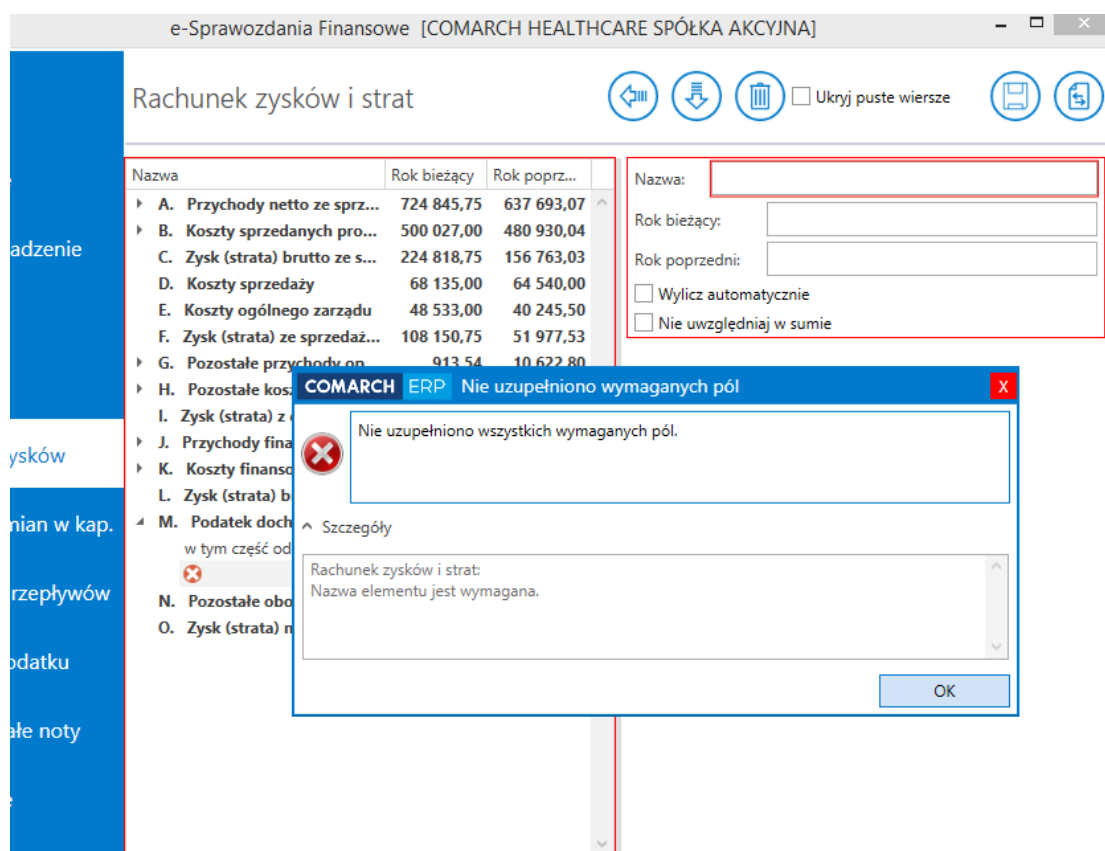 e-Sprawozdania Finansowe [COMARCH HEALTHCARE SPÓŁKA AKCYJNA]
Rachunek zysków i strat
Ukryj puste wiersze
adzenie
ysków
mian w kap.
rzepływów
odatku
ałe noty
Nazwa Rok bieżący Rok poprz...
A. Przychody netto ze sprz... 724 845,75 637 693,07
B. Koszty sprzedanych pro... 500 027,00 480 930,04
C. Zysk (strata) brutto ze s... 224 818,75 156 763,03
D. Koszty sprzedaży 68 135,00 64 540,00
E. Koszty ogólnego zarządu 48 533,00 40 245,50
F. Zysk (strata) ze sprzedaż... 108 150,75 51 977,53
G. Pozostałe przychody op 913,54 10 622,80
H. Pozostałe kosz
I. Zysk (strata) z
J. Przychody fina
K. Koszty finanso
L. Zysk (strata) b
M. Podatek doch
w tym część od
N. Pozostałe obo
O. Zysk (strata) n
Nazwa:
Rok bieżący:
Rok poprzedni:
Wylicz automatycznie
Nie uwzględniaj w sumie
COMARCH ERP Nie uzupełniono wymaganych pól X
Nie uzupełniono wszystkich wymaganych pól.
Szczegóły
Rachunek zysków i strat:
Nazwa elementu jest wymagana.
OK